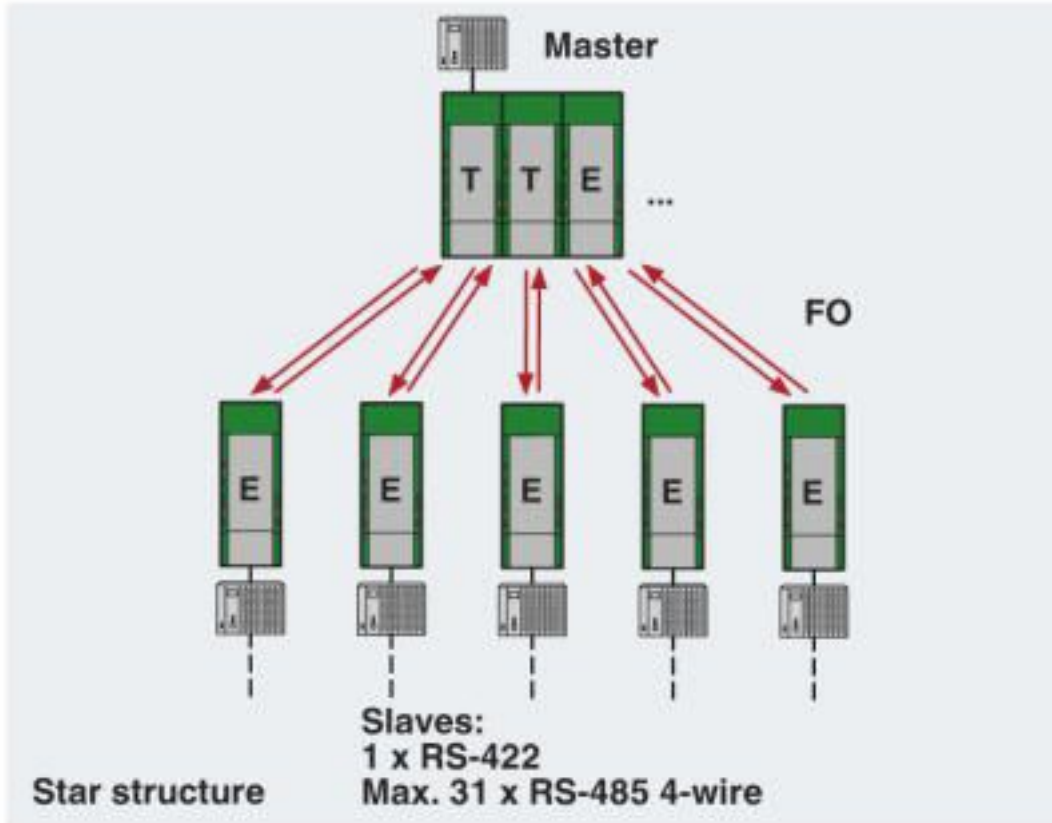 Master
T T E ...
FO
E E E E E
Slaves:
1 x RS-422
Star structure Max. 31 x RS-485 4-wire